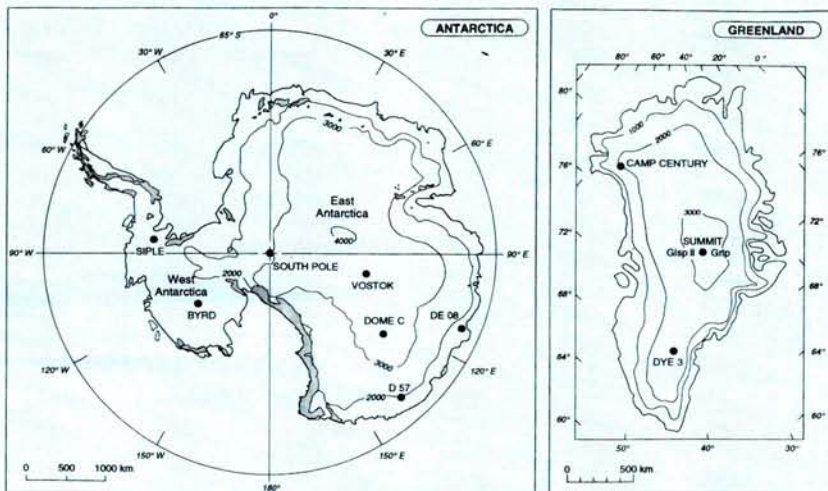 ANTARCTICA
0°
65° S
30° W
30° E
60° W
60° E
3000
East
Antarctica
4000
SIPLE
90° W
90° E
SOUTH POLE
2000
West
Antarctica
VOSTOK
BYRD
DOME C
DE 08
3000
120° W
120° E
D 57
2000
150° W
150° E
180°
0 500 1000 km
GREENLAND
80° 60° 40° 20° 0°
80°
80°
1000
2000
76°
CAMP CENTURY
76°
72°
3000
72°
SUMMIT
Gisp II Grip
68°
68°
64°
DYE 3
64°
60°
60°
50° 40° 30°
0 500 km